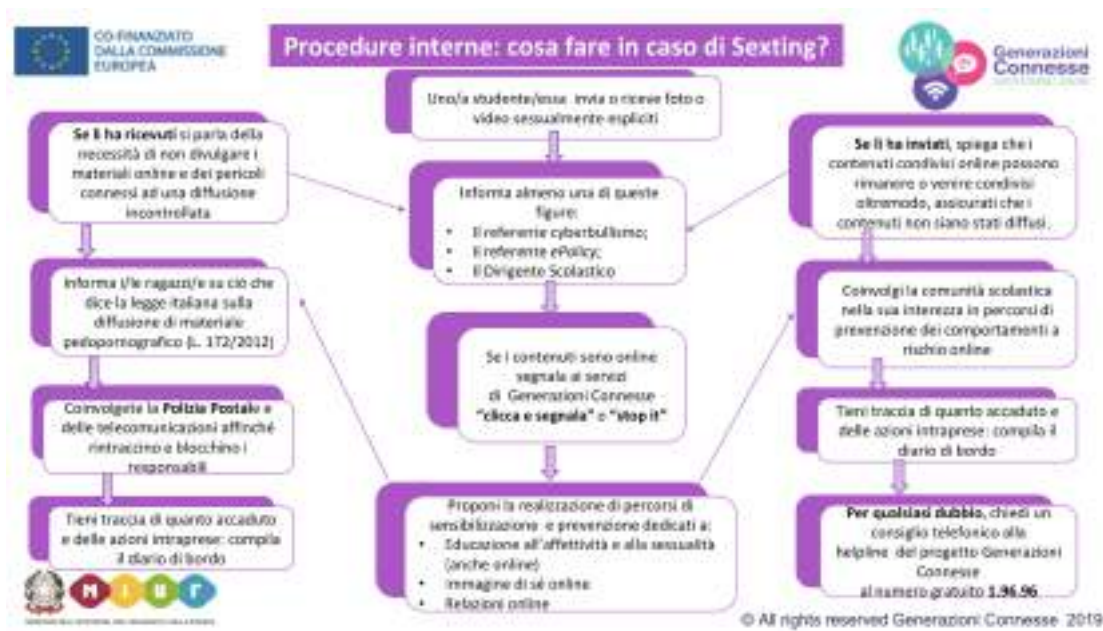 CO-FINANZIATO
DALLA COMMISSIONE
EUROPEA
Procedure interne: cosa fare in caso di Sexting?
Generazioni
Connesse
Uno/a studente/essa invia o riceve foto o
video sessualmente espliciti
Se li ha ricevuti si parla della
necessità di non divulgare i
materiali online e dei pericoli
connessi ad una diffusione
incontrollata
Informa i/le ragazzi/e su ciò che
dice la legge italiana sulla
diffusione di materiale
pedopornografico (L. 172/2012)
Coinvolgete la Polizia Postale e
delle telecomunicazioni affinché
rintraccino e blocchino i
responsabili
Tieni traccia di quanto accaduto
e delle azioni intraprese: compila
il diario di bordo
Informa almeno una di queste
figure:
• Il referente cyberbullismo;
• Il referente ePolicy;
• Il Dirigente Scolastico
Se i contenuti sono online
segnala ai servizi
di Generazioni Connesse
"clicca e segnala" o "stop it"
Proponi la realizzazione di percorsi di
sensibilizzazione e prevenzione dedicati a:
• Educazione all'affettività e alla sessualità
(anche online)
• Immagine di sé online
• Relazioni online
Se li ha inviati, spiega che i
contenuti condivisi online possono
rimanere o venire condivisi
oltremodo, assicurati che i
contenuti non siano stati diffusi.
Coinvolgi la comunità scolastica
nella sua interezza in percorsi di
prevenzione dei comportamenti a
rischio online
Tieni traccia di quanto accaduto e
delle azioni intraprese: compila il
diario di bordo
Per qualsiasi dubbio, chiedi un
consiglio telefonico alla
helpline del progetto Generazioni
Connesse
al numero gratuito 1.96.96
MIUR
© All rights reserved Generazioni Connesse 2019